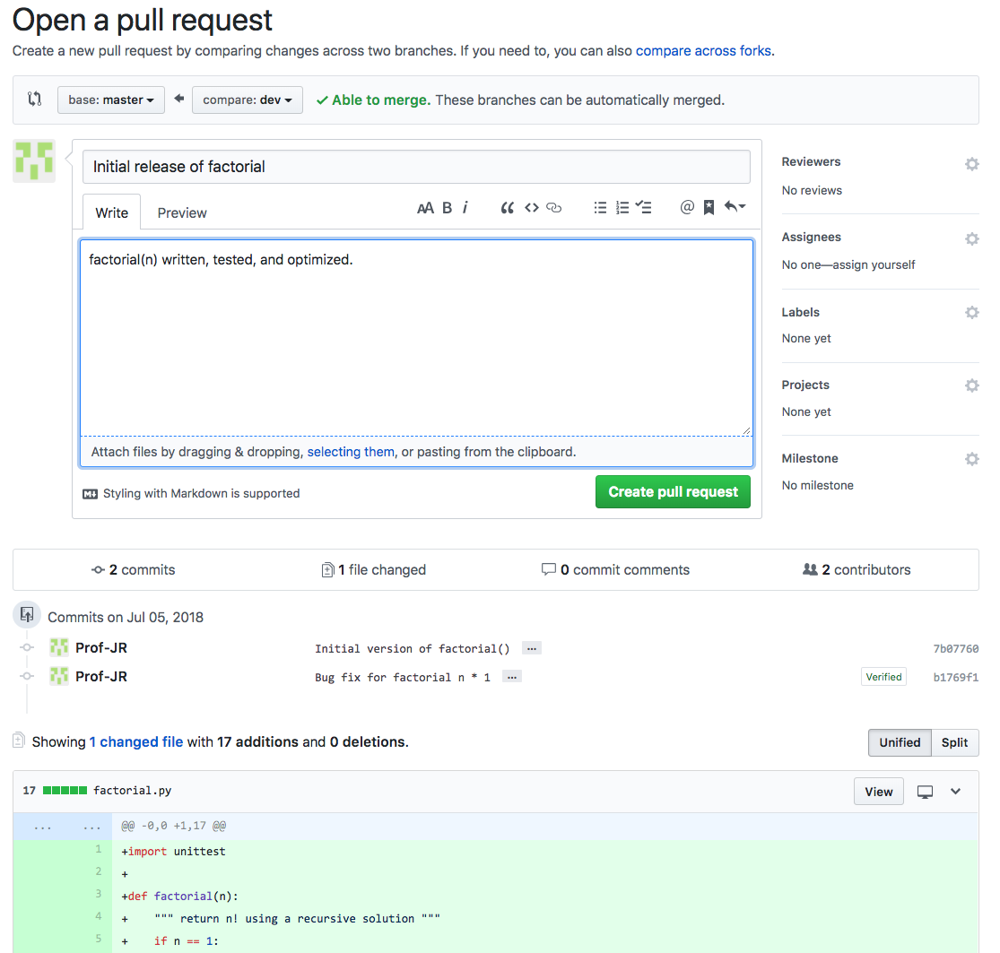 Open a pull request
Create a new pull request by comparing changes across two branches. If you need to, you can also compare across forks.
base: master compare: dev Able to merge. These branches can be automatically merged.
Initial release of factorial
Write Preview AA B i @
factorial(n) written, tested, and optimized.
Attach files by dragging & dropping, selecting them, or pasting from the clipboard.
Styling with Markdown is supported Create pull request
Reviewers
No reviews
Assignees
No one—assign yourself
Labels
None yet
Projects
None yet
Milestone
No milestone
2 commits 1 file changed 0 commit comments 2 contributors
Commits on Jul 05, 2018
Prof-JR Initial version of factorial() … 7b07760
Prof-JR Bug fix for factorial n * 1 … Verified b1769f1
Showing 1 changed file with 17 additions and 0 deletions. Unified Split
17 factorial.py View
... ... @@ -0,0 +1,17 @@
1 +import unittest
2 +
3 +def factorial(n):
4 + """ return n! using a recursive solution """
5 + if n == 1: